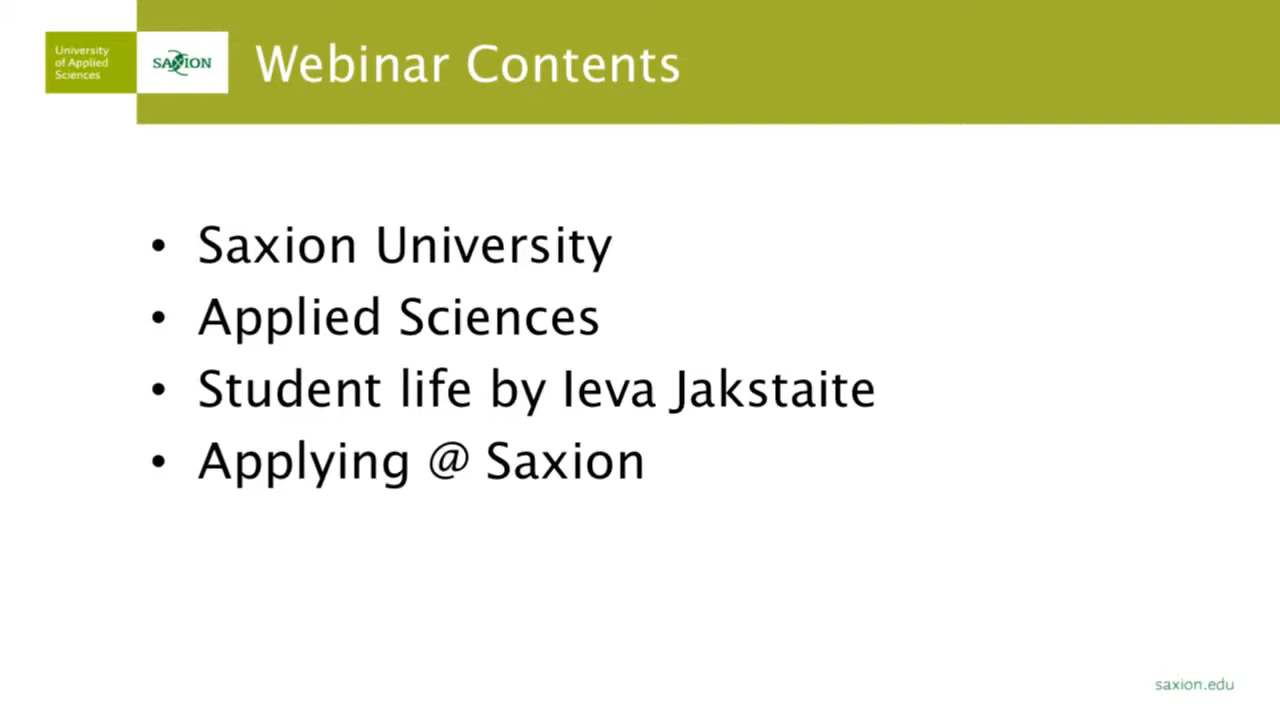 University
of Applied
Sciences
SAXION
Webinar Contents
• Saxion University
• Applied Sciences
• Student life by Ieva Jakstaite
• Applying @ Saxion
saxion.edu